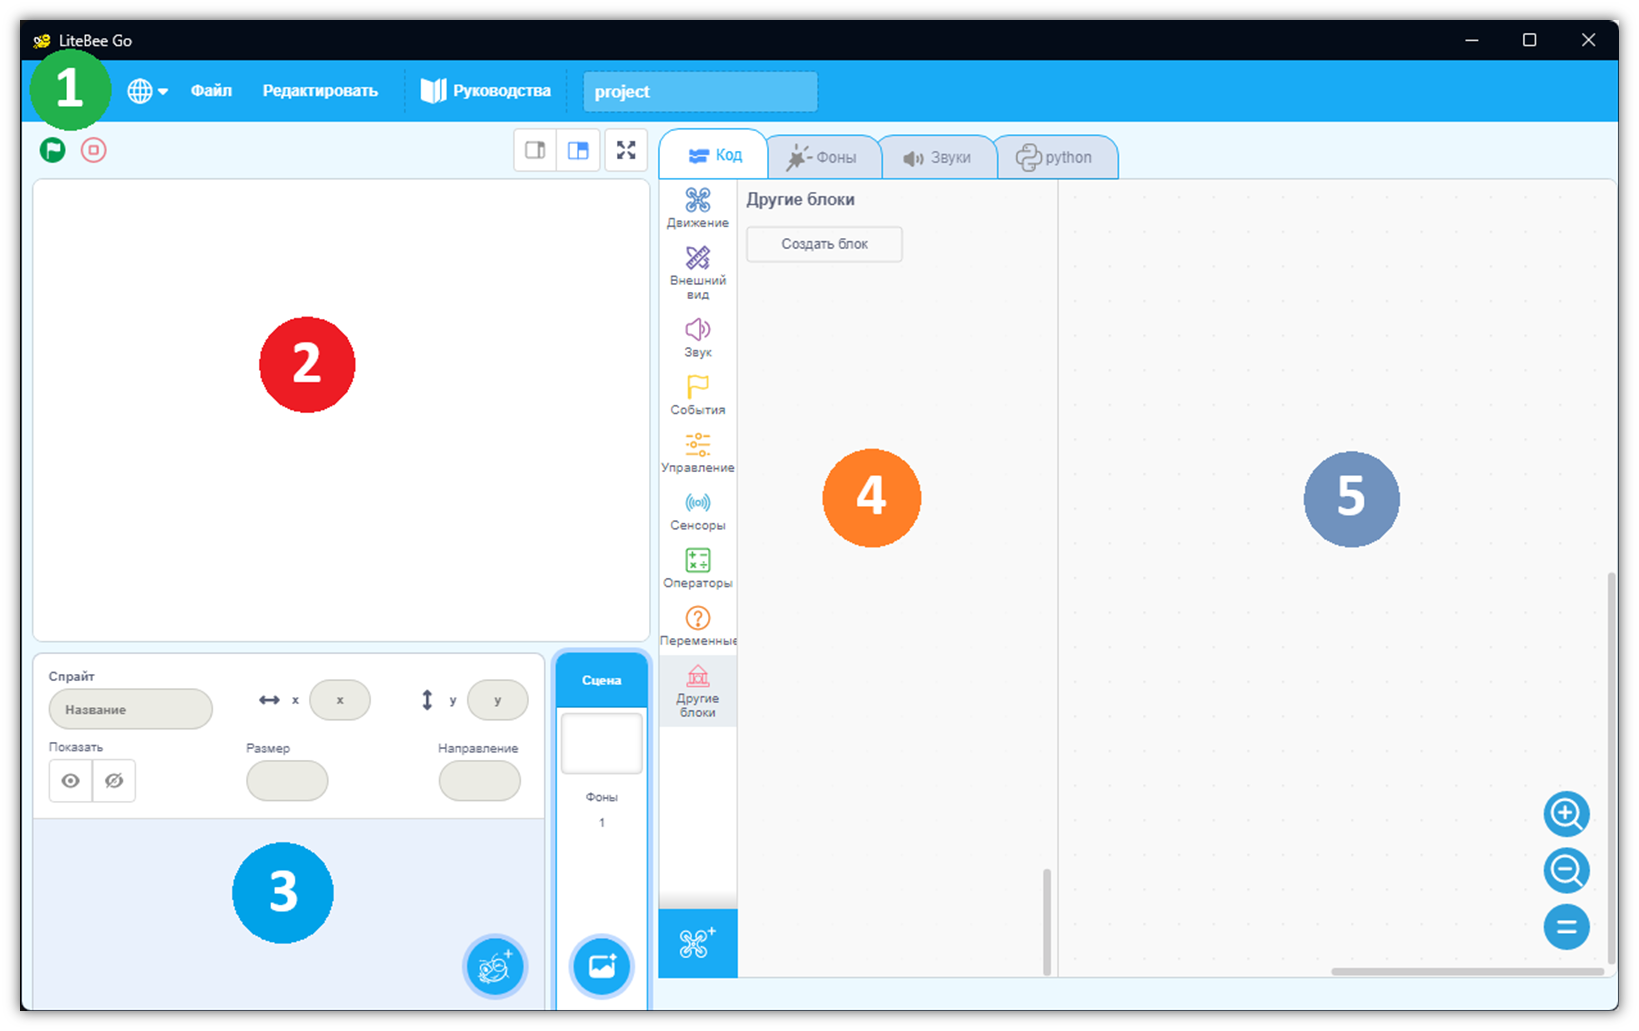 LiteBee Go
1
Файл Редактировать Руководства project
Код Фоны Звуки python
2
Движение
Внешний
вид
Звук
События
Управление
Сенсоры
Операторы
Переменные
Другие
блоки
Другие блоки
Создать блок
4
5
Спрайт
Название
x x
y y
Показать
Размер
Направление
3
Сцена
Фоны
1